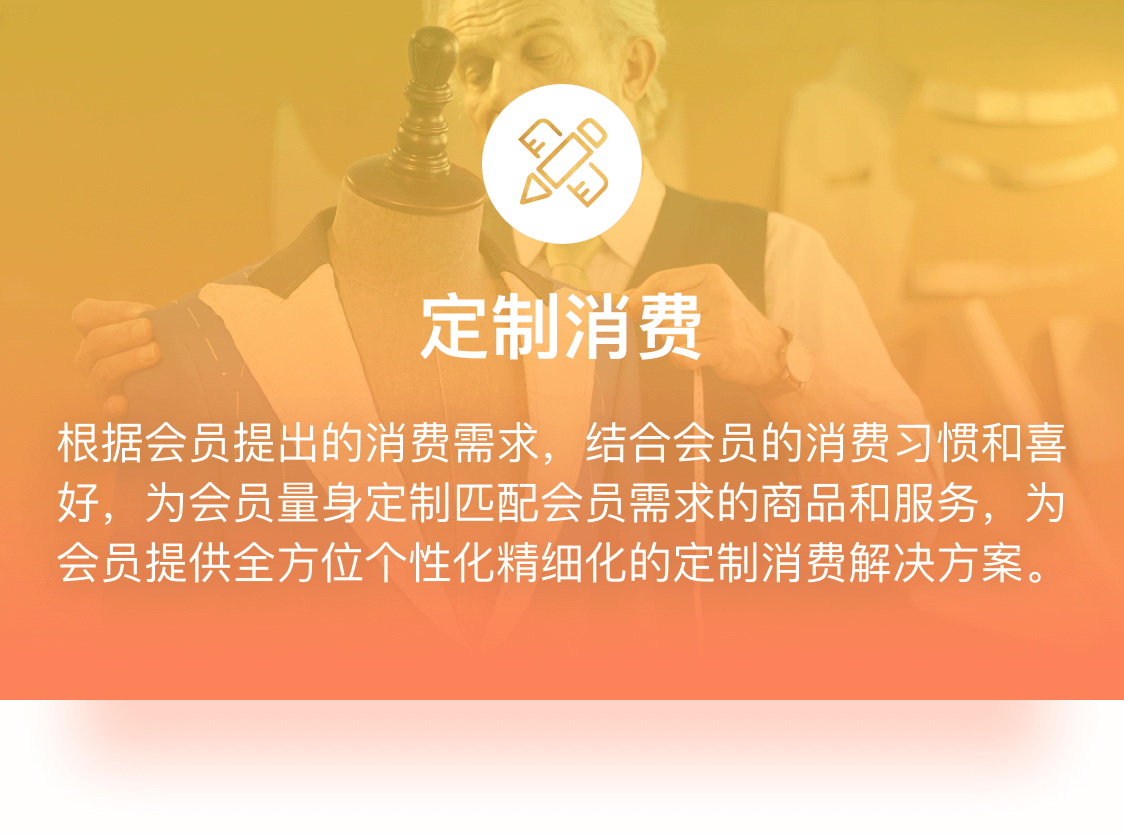 定制消费
根据会员提出的消费需求，结合会员的消费习惯和喜
好，为会员量身定制匹配会员需求的商品和服务，为
会员提供全方位个性化精细化的定制消费解决方案。